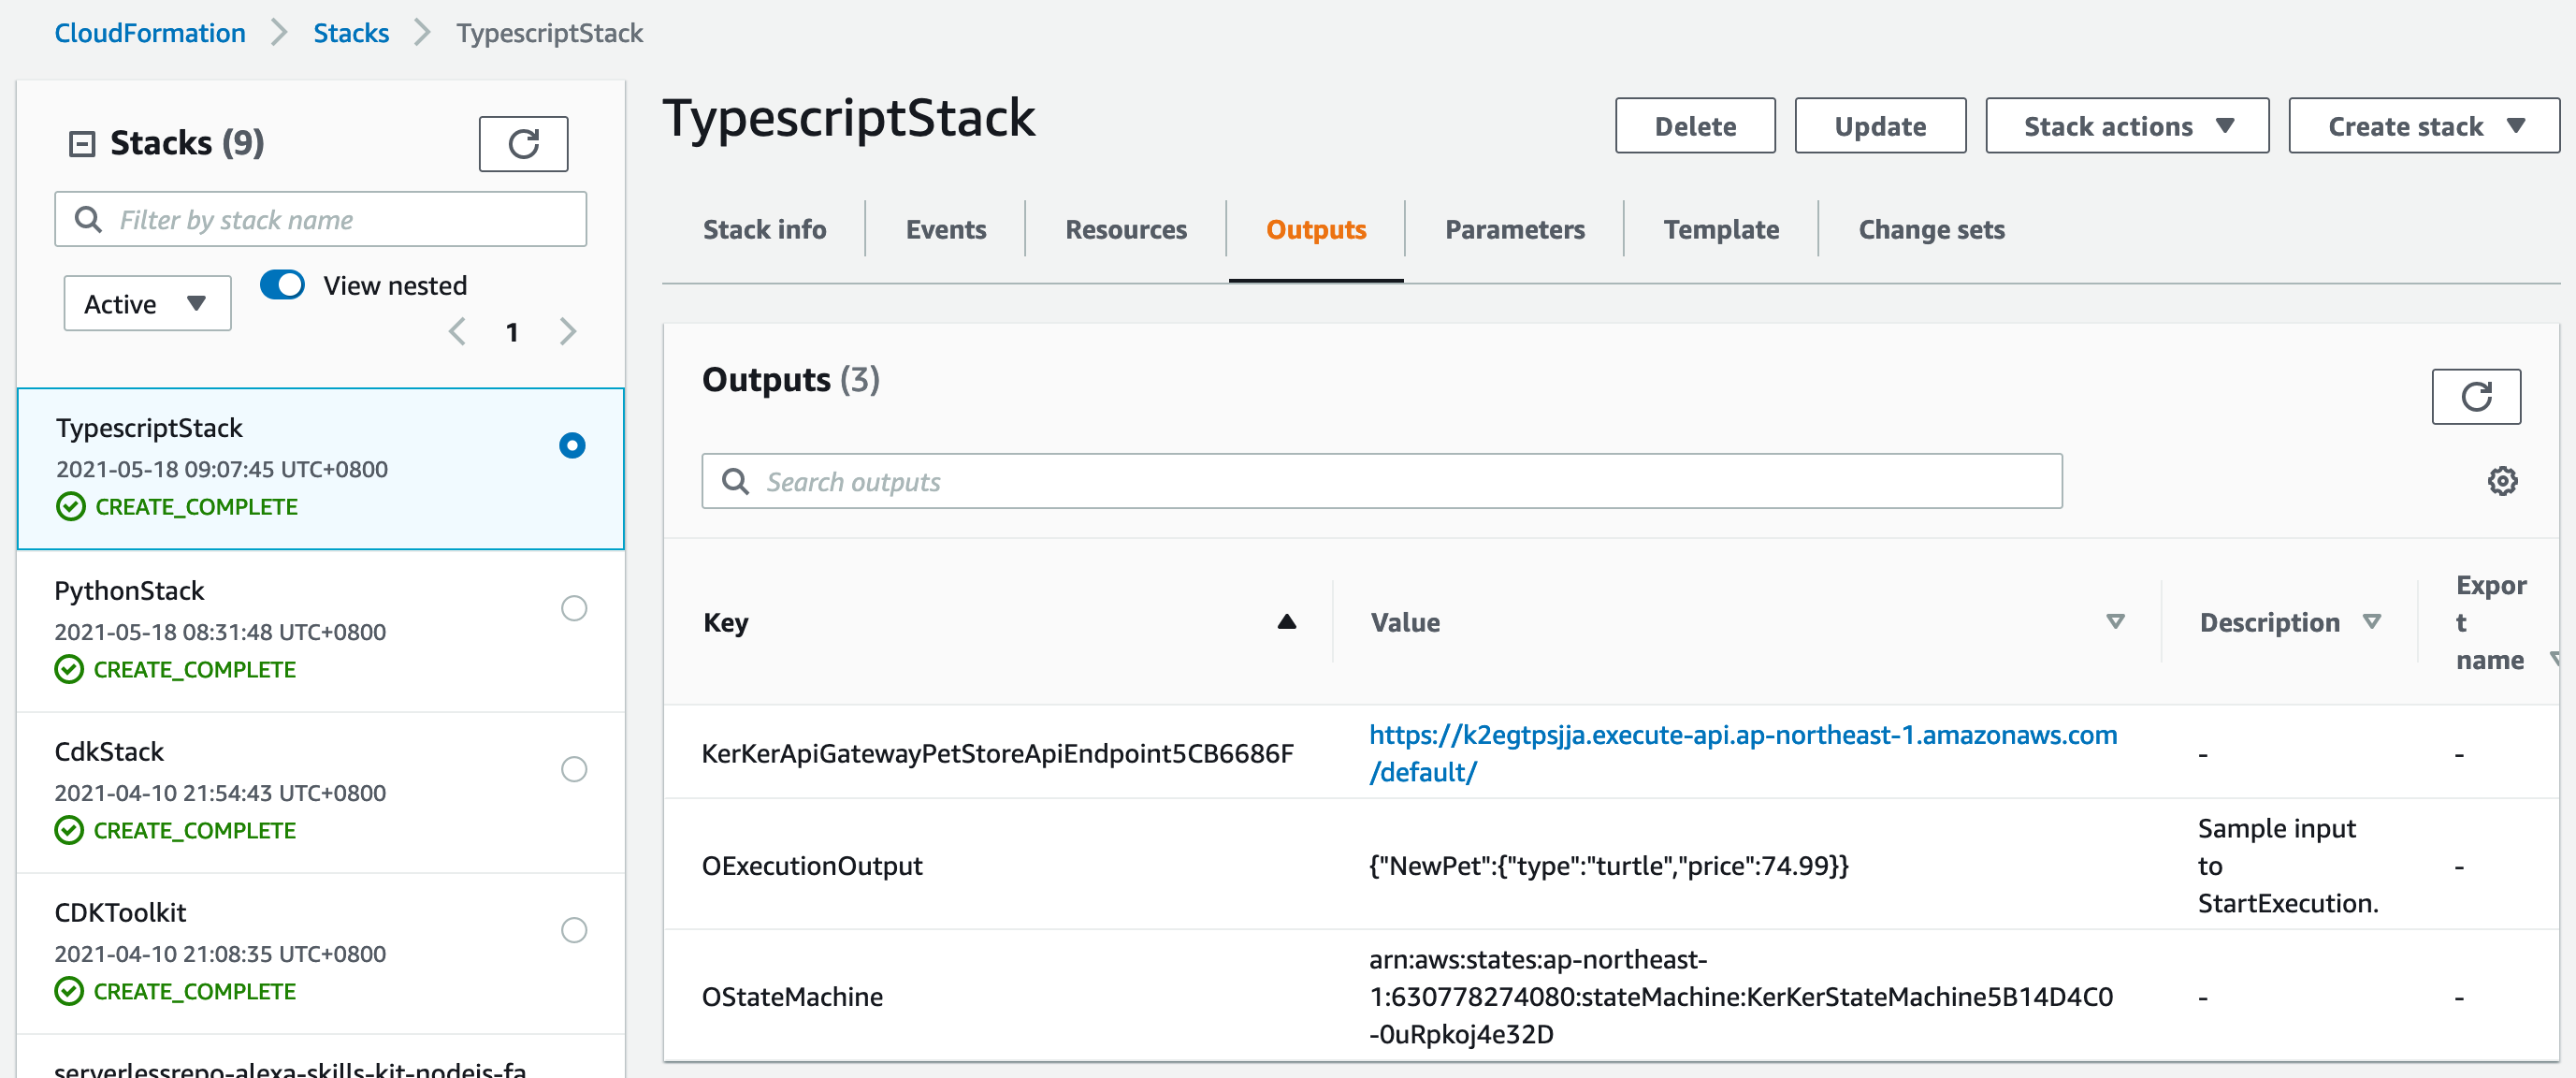 CloudFormation > Stacks > TypescriptStack
Stacks (9)
Filter by stack name
Active
View nested
1
TypescriptStack
2021-05-18 09:07:45 UTC+0800
CREATE_COMPLETE
PythonStack
2021-05-18 08:31:48 UTC+0800
CREATE_COMPLETE
CdkStack
2021-04-10 21:54:43 UTC+0800
CREATE_COMPLETE
CDKToolkit
2021-04-10 21:08:35 UTC+0800
CREATE_COMPLETE
serverlessrepo-alexa-skills-kit-nodejs-fa
TypescriptStack
Delete
Update
Stack actions
Create stack
Stack info
Events
Resources
Outputs
Parameters
Template
Change sets
Outputs (3)
Search outputs
Key
Value
Description
Expor
t
name
KerKerApiGatewayPetStoreApiEndpoint5CB6686F
https://k2egtpsjja.execute-api.ap-northeast-1.amazonaws.com
/default/
-
-
OExecutionOutput
{"NewPet":{"type":"turtle","price":74.99}}
Sample input
to
StartExecution.
-
OStateMachine
arn:aws:states:ap-northeast-
1:630778274080:stateMachine:KerKerStateMachine5B14D4C0
-0uRpkoj4e32D
-
-